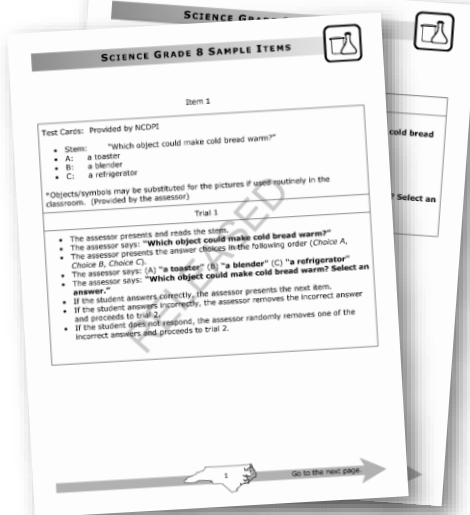 SCIENCE GRADE
SCIENCE GRADE 8 SAMPLE ITEMS
Item 1
Test Cards: Provided by NCDPI
• Stem: "Which object could make cold bread warm?"
• A: a toaster
• B: a blender
• C: a refrigerator
*Objects/symbols may be substituted for the pictures if used routinely in the
classroom. (Provided by the assessor)
Trial 1
• The assessor presents and reads the stem.
• The assessor says: "Which object could make cold bread warm?"
• The assessor presents the answer choices in the following order (Choice A,
Choice B, Choice C).
• The assessor says: (A) "a toaster" (B) "a blender" (C) "a refrigerator"
• The assessor says: "Which object could make cold bread warm? Select an
answer."
• If the student answers correctly, the assessor presents the next item.
• If the student answers incorrectly, the assessor removes the incorrect answer
and proceeds to trial 2.
• If the student does not respond, the assessor randomly removes one of the
incorrect answers and proceeds to trial 2.
RELEASED
1
Go to the next page.
cold bread
? Select an